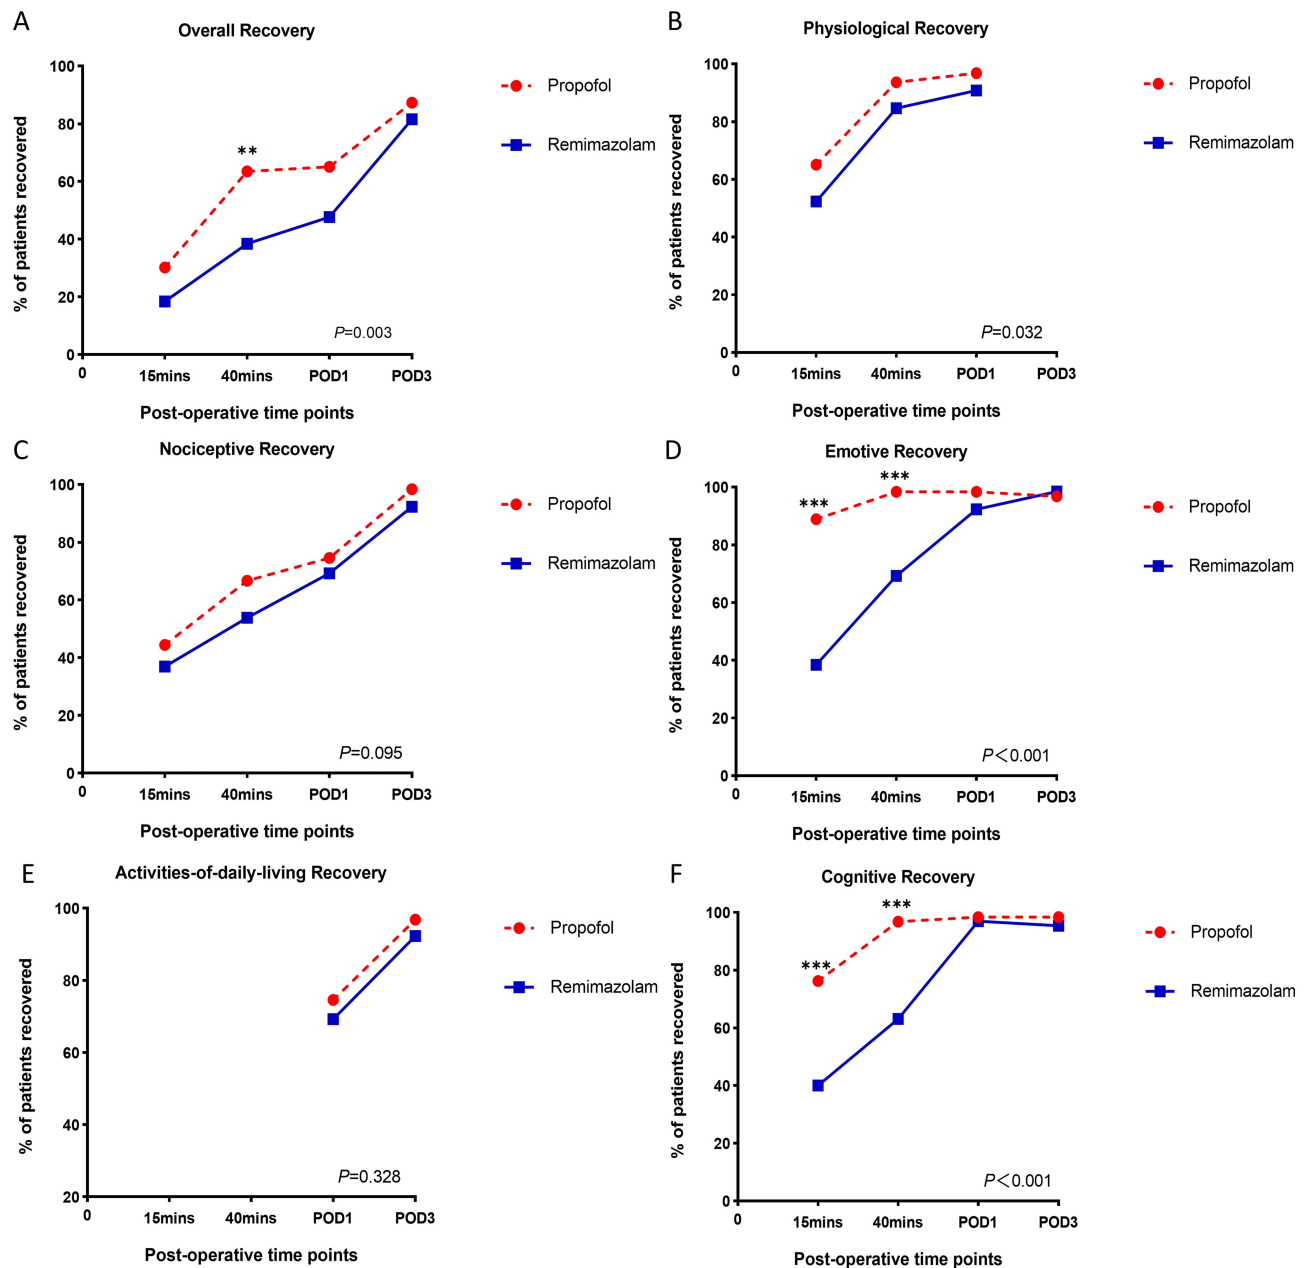 A
Overall Recovery
% of patients recovered
100
80
60
40
20
0
**
P=0.003
0 15mins 40mins POD1 POD3
Post-operative time points
Propofol
Remimazolam
B
Physiological Recovery
% of patients recovered
100
80
60
40
20
0
P=0.032
0 15mins 40mins POD1 POD3
Post-operative time points
Propofol
Remimazolam
C
Nociceptive Recovery
% of patients recovered
100
80
60
40
20
0
P=0.095
0 15mins 40mins POD1 POD3
Post-operative time points
Propofol
Remimazolam
D
Emotive Recovery
% of patients recovered
100
80
60
40
20
0
*** ***
P<0.001
0 15mins 40mins POD1 POD3
Post-operative time points
Propofol
Remimazolam
E
Activities-of-daily-living Recovery
% of patients recovered
100
80
60
40
20
P=0.328
0 15mins 40mins POD1 POD3
Post-operative time points
Propofol
Remimazolam
F
Cognitive Recovery
% of patients recovered
100
80
60
40
20
0
*** ***
P<0.001
0 15mins 40mins POD1 POD3
Post-operative time points
Propofol
Remimazolam